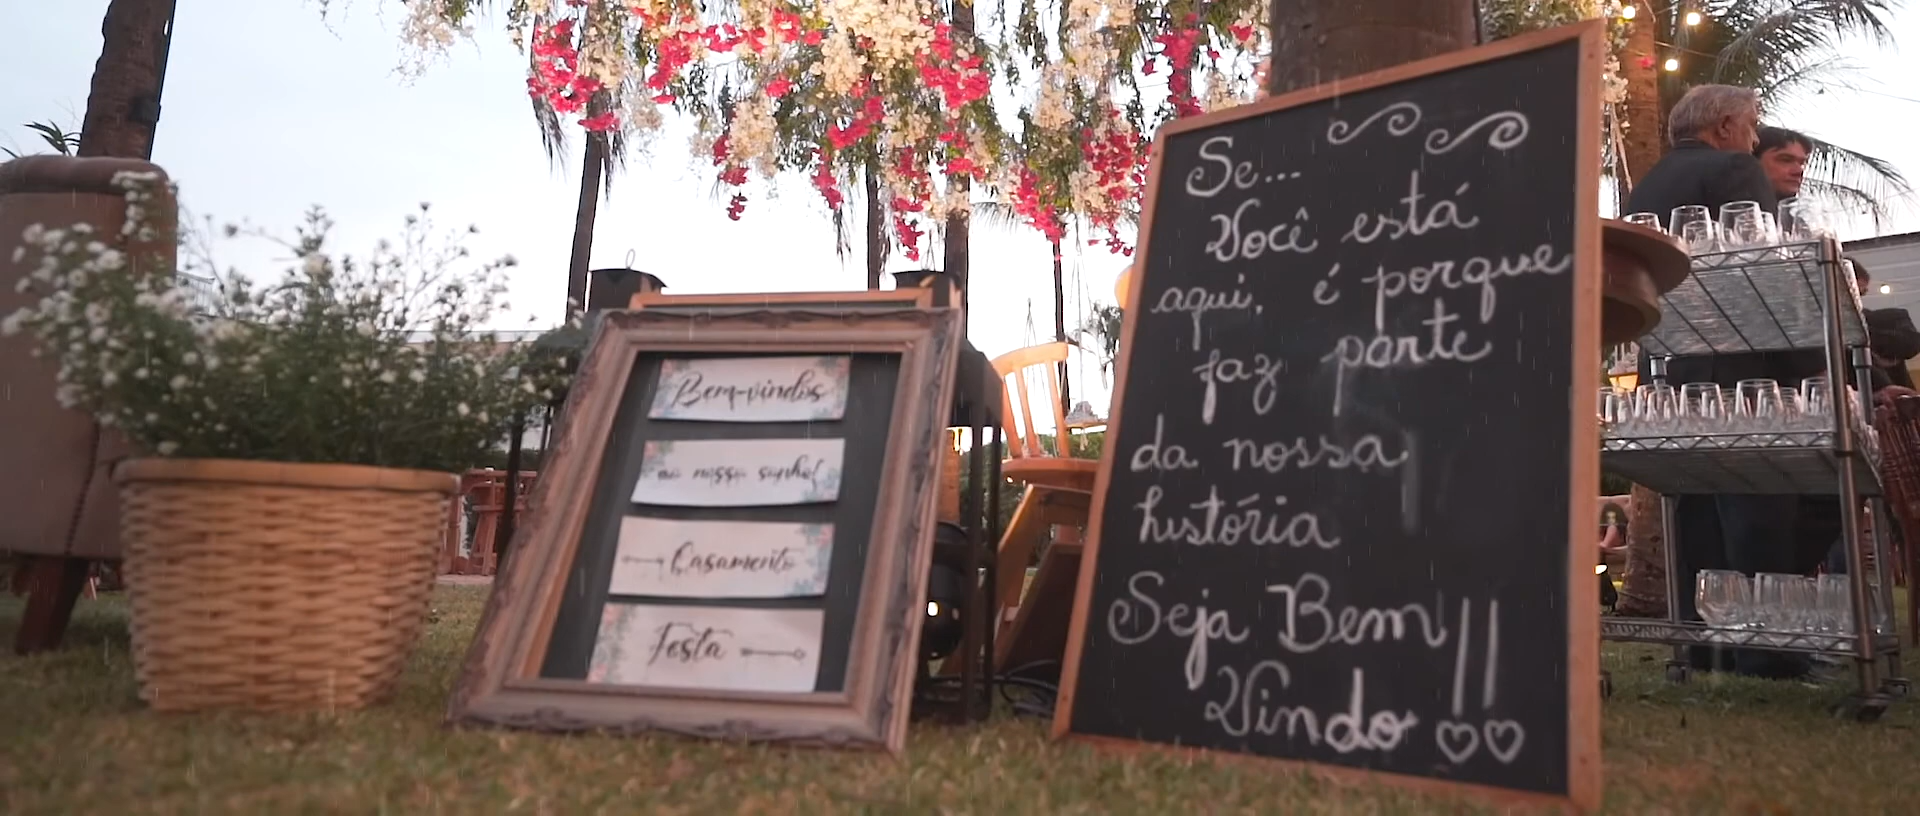 Bem-vindos
ao nosso sonho!
Casamento
Festa
Se...
Você está
aqui, é porque
faz parte
da nossa
história
Seja Bem!!
Vindo